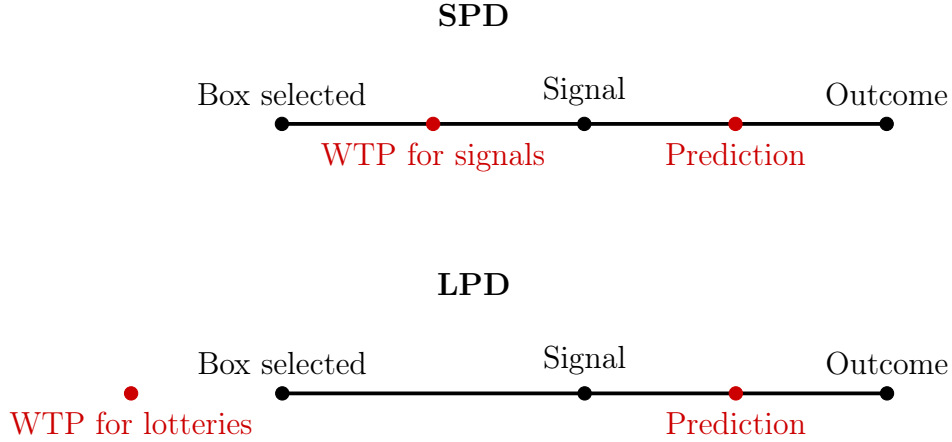 SPD
Box selected
Signal
Outcome
WTP for signals
Prediction
LPD
Box selected
Signal
Outcome
WTP for lotteries
Prediction